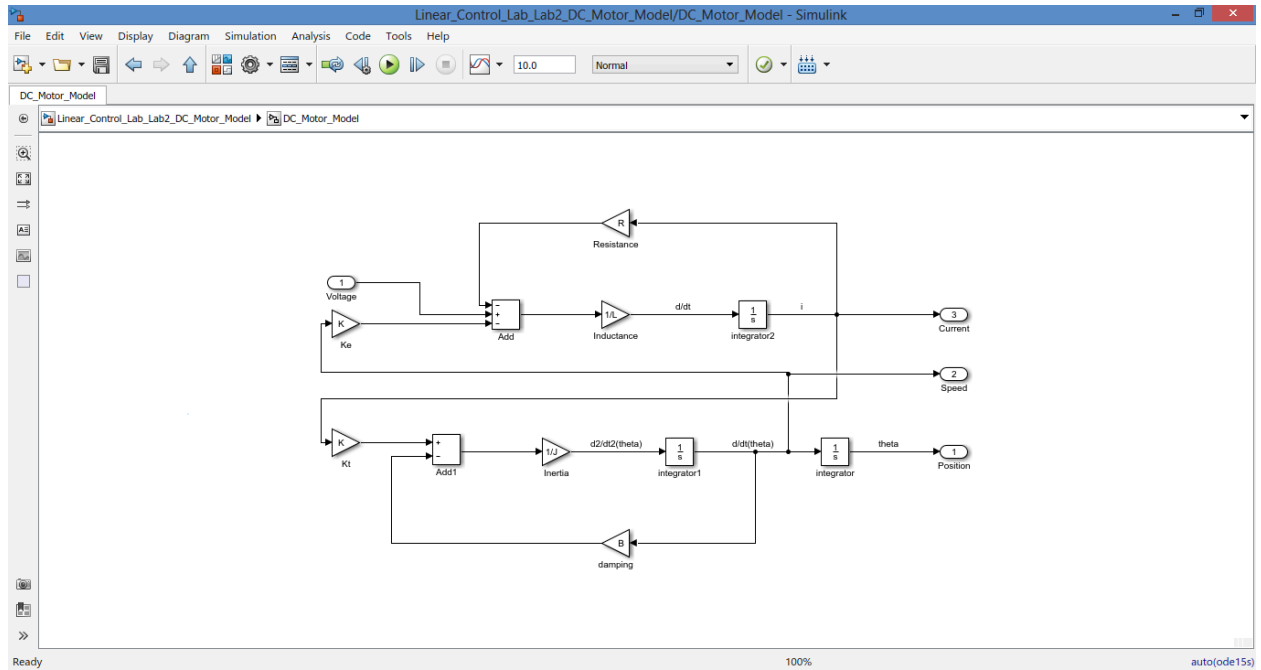 Linear_Control_Lab_Lab2_DC_Motor_Model/DC_Motor_Model - Simulink
File Edit View Display Diagram Simulation Analysis Code Tools Help
10.0 Normal
DC_Motor_Model
Linear_Control_Lab_Lab2_DC_Motor_Model DC_Motor_Model
R
Resistance
1
Voltage
K
Ke
−
+
−
Add
1/L
Inductance
d/dt
1
s
integrator2
i
3
Current
2
Speed
K
Kt
+
−
Add1
1/J
Inertia
d2/dt2(theta)
1
s
integrator1
d/dt(theta)
1
s
integrator
theta
1
Position
B
damping
Ready 100% auto(ode15s)